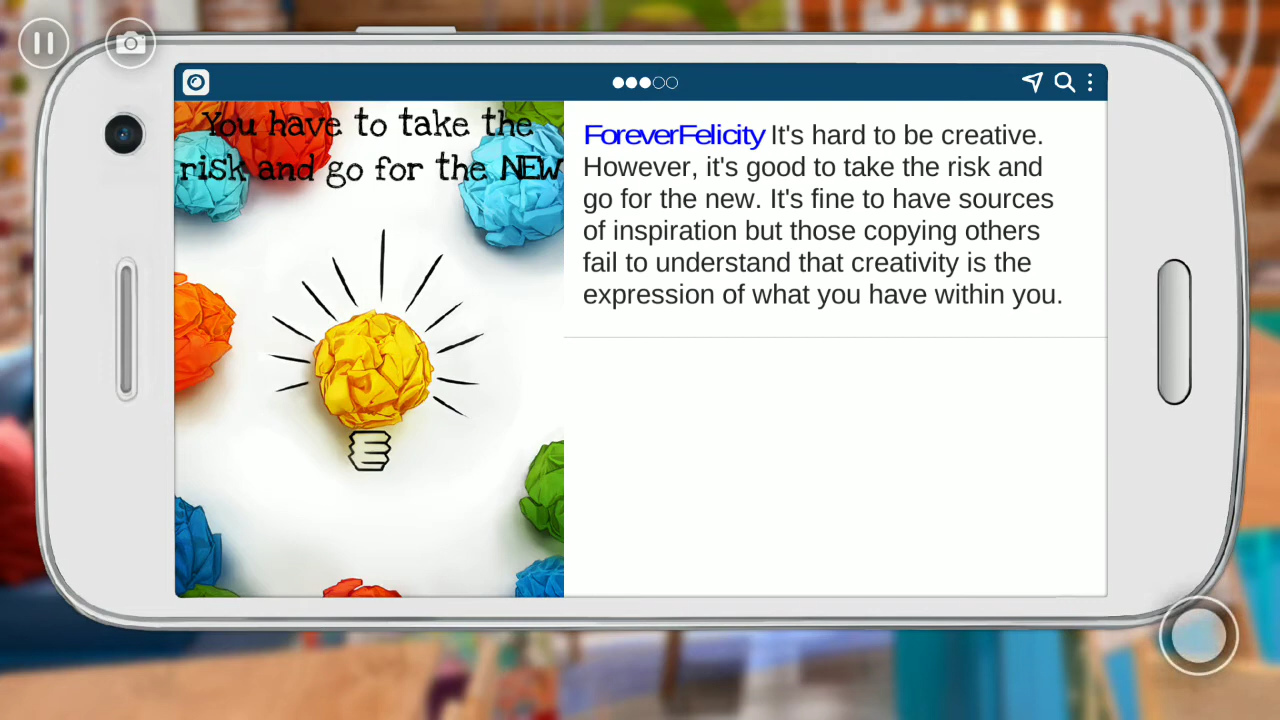 You have to take the
risk and go for the NEW
ForeverFelicity It's hard to be creative.
However, it's good to take the risk and
go for the new. It's fine to have sources
of inspiration but those copying others
fail to understand that creativity is the
expression of what you have within you.